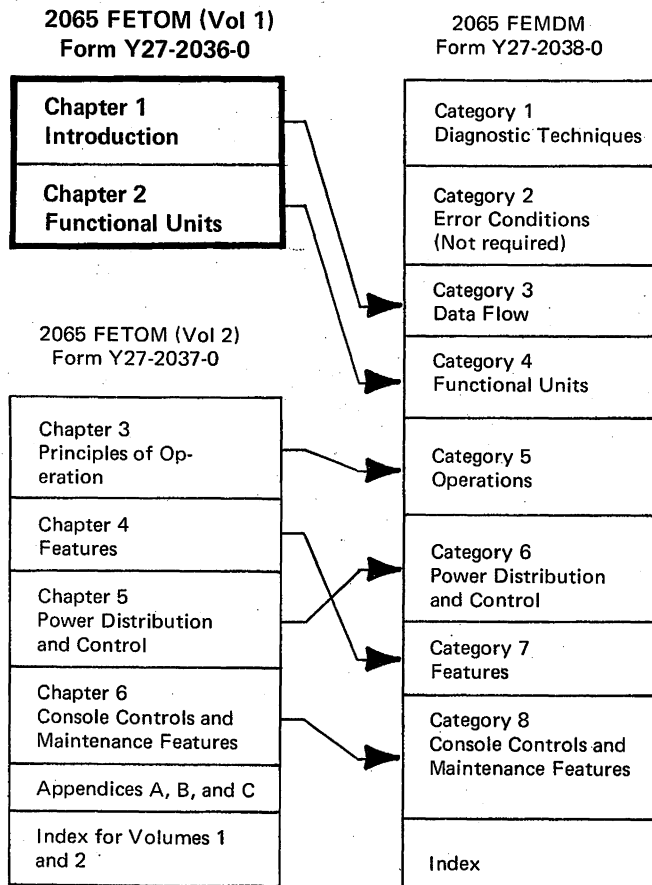 2065 FETOM (Vol 1)
Form Y27-2036-0
Chapter 1
Introduction
Chapter 2
Functional Units
2065 FETOM (Vol 2)
Form Y27-2037-0
Chapter 3
Principles of Op-
eration
Chapter 4
Features
Chapter 5
Power Distribution
and Control
Chapter 6
Console Controls and
Maintenance Features
Appendices A, B, and C
Index for Volumes 1
and 2
2065 FEMDM
Form Y27-2038-0
Category 1
Diagnostic Techniques
Category 2
Error Conditions
(Not required)
Category 3
Data Flow
Category 4
Functional Units
Category 5
Operations
Category 6
Power Distribution
and Control
Category 7
Features
Category 8
Console Controls and
Maintenance Features
Index